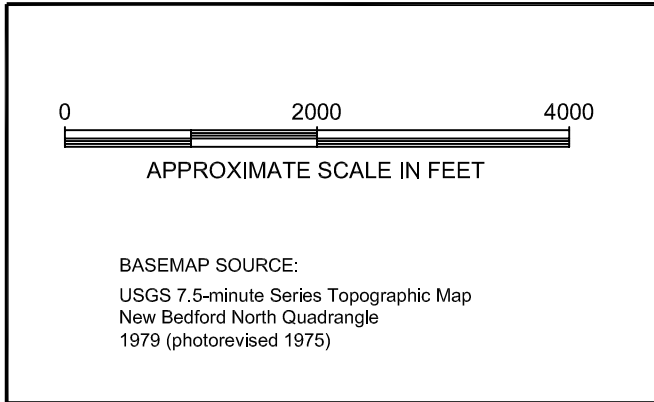 0 2000 4000
APPROXIMATE SCALE IN FEET
BASEMAP SOURCE:
USGS 7.5-minute Series Topographic Map
New Bedford North Quadrangle
1979 (photorevised 1975)